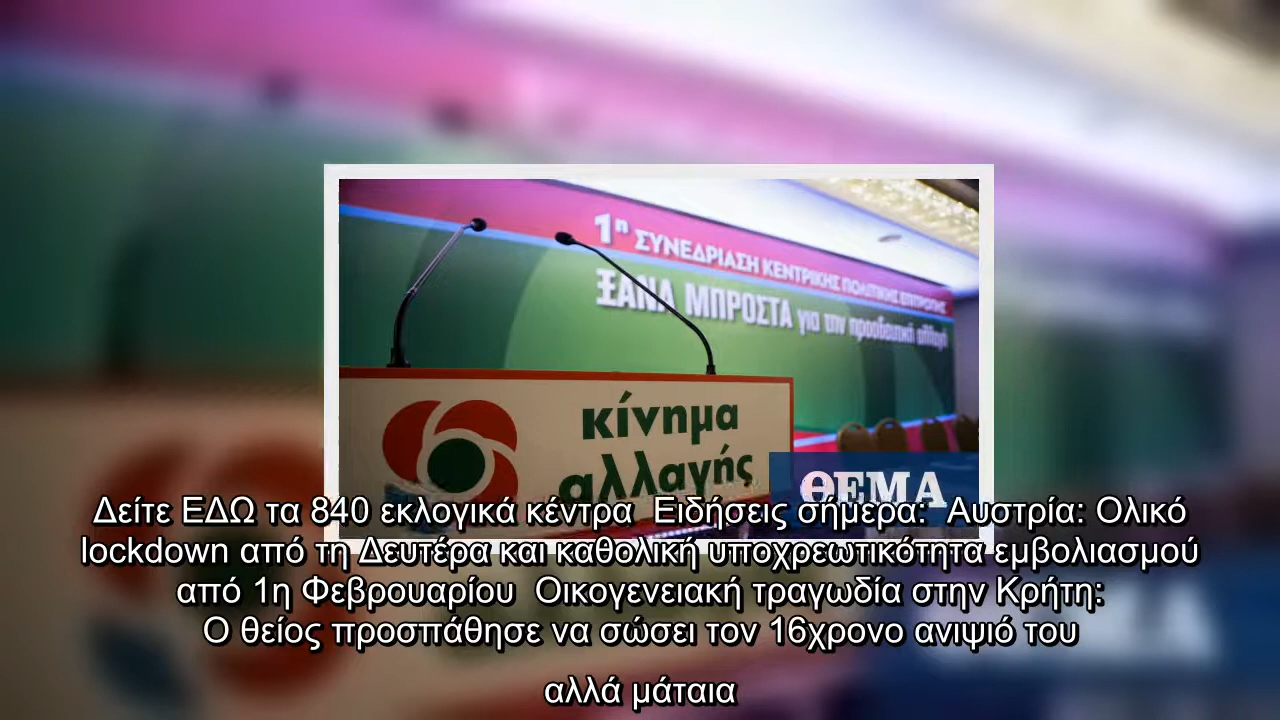 1η ΣΥΝΕΔΡΙΑΣΗ ΚΕΝΤΡΙΚΗΣ ΠΟΛΙΤΙΚΗΣ ΕΠΙΤΡΟΠΗΣ
ΞΑΝΑ ΜΠΡΟΣΤΑ για την προοδευτική αλλαγή
κίνημα
αλλαγής
ΘΕΜΑ
Δείτε ΕΔΩ τα 840 εκλογικά κέντρα Ειδήσεις σήμερα: Αυστρία: Ολικό
lockdown από τη Δευτέρα και καθολική υποχρεωτικότητα εμβολιασμού
από 1η Φεβρουαρίου Οικογενειακή τραγωδία στην Κρήτη:
Ο θείος προσπάθησε να σώσει τον 16χρονο ανιψιό του
αλλά μάταια